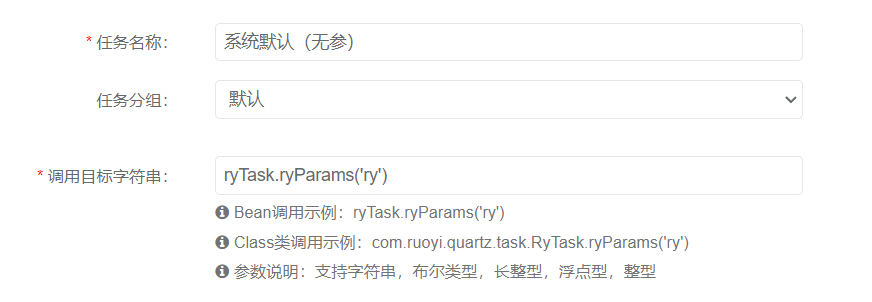 * 任务名称： 系统默认（无参）
任务分组： 默认
* 调用目标字符串： ryTask.ryParams('ry')
Bean调用示例：ryTask.ryParams('ry')
Class类调用示例：com.ruoyi.quartz.task.RyTask.ryParams('ry')
参数说明：支持字符串，布尔类型，长整型，浮点型，整型